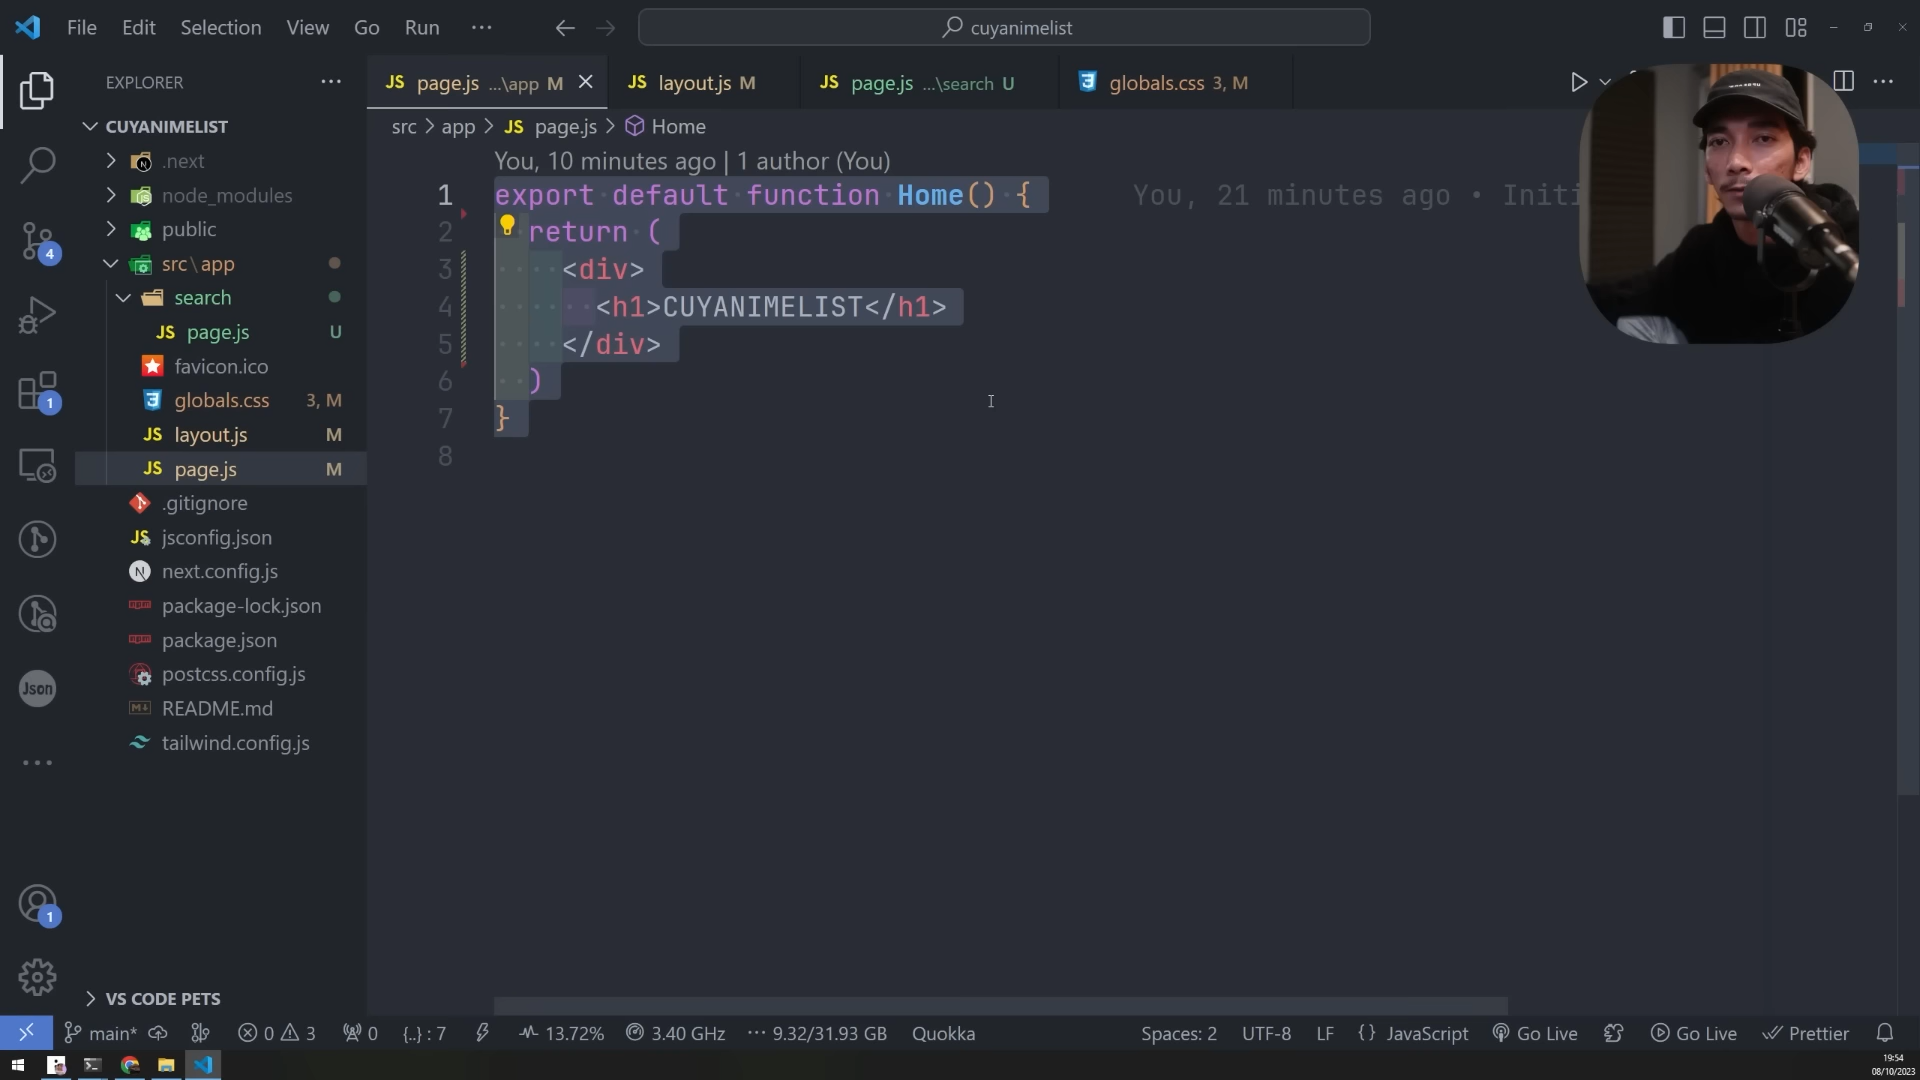 File Edit Selection View Go Run ···
cuyanimelist
EXPLORER ···
JS page.js ...\app M
JS layout.js M
JS page.js ...\search U
globals.css 3, M
CUYANIMELIST
.next
node_modules
public
src\app
search
JS page.js U
favicon.ico
globals.css 3, M
JS layout.js M
JS page.js M
.gitignore
JS jsconfig.json
N next.config.js
package-lock.json
package.json
postcss.config.js
README.md
tailwind.config.js
VS CODE PETS
4
1
Json
1
src > app > JS page.js > Home
You, 10 minutes ago | 1 author (You)
1 export default function Home() { You, 21 minutes ago • Initi
2 return (
3 <div>
4 <h1>CUYANIMELIST</h1>
5 </div>
6 )
7 }
8
main* 0 3 0 {..} : 7 13.72% 3.40 GHz ··· 9.32/31.93 GB Quokka Spaces: 2 UTF-8 LF { } JavaScript Go Live Go Live Prettier
19:54
08/10/2023